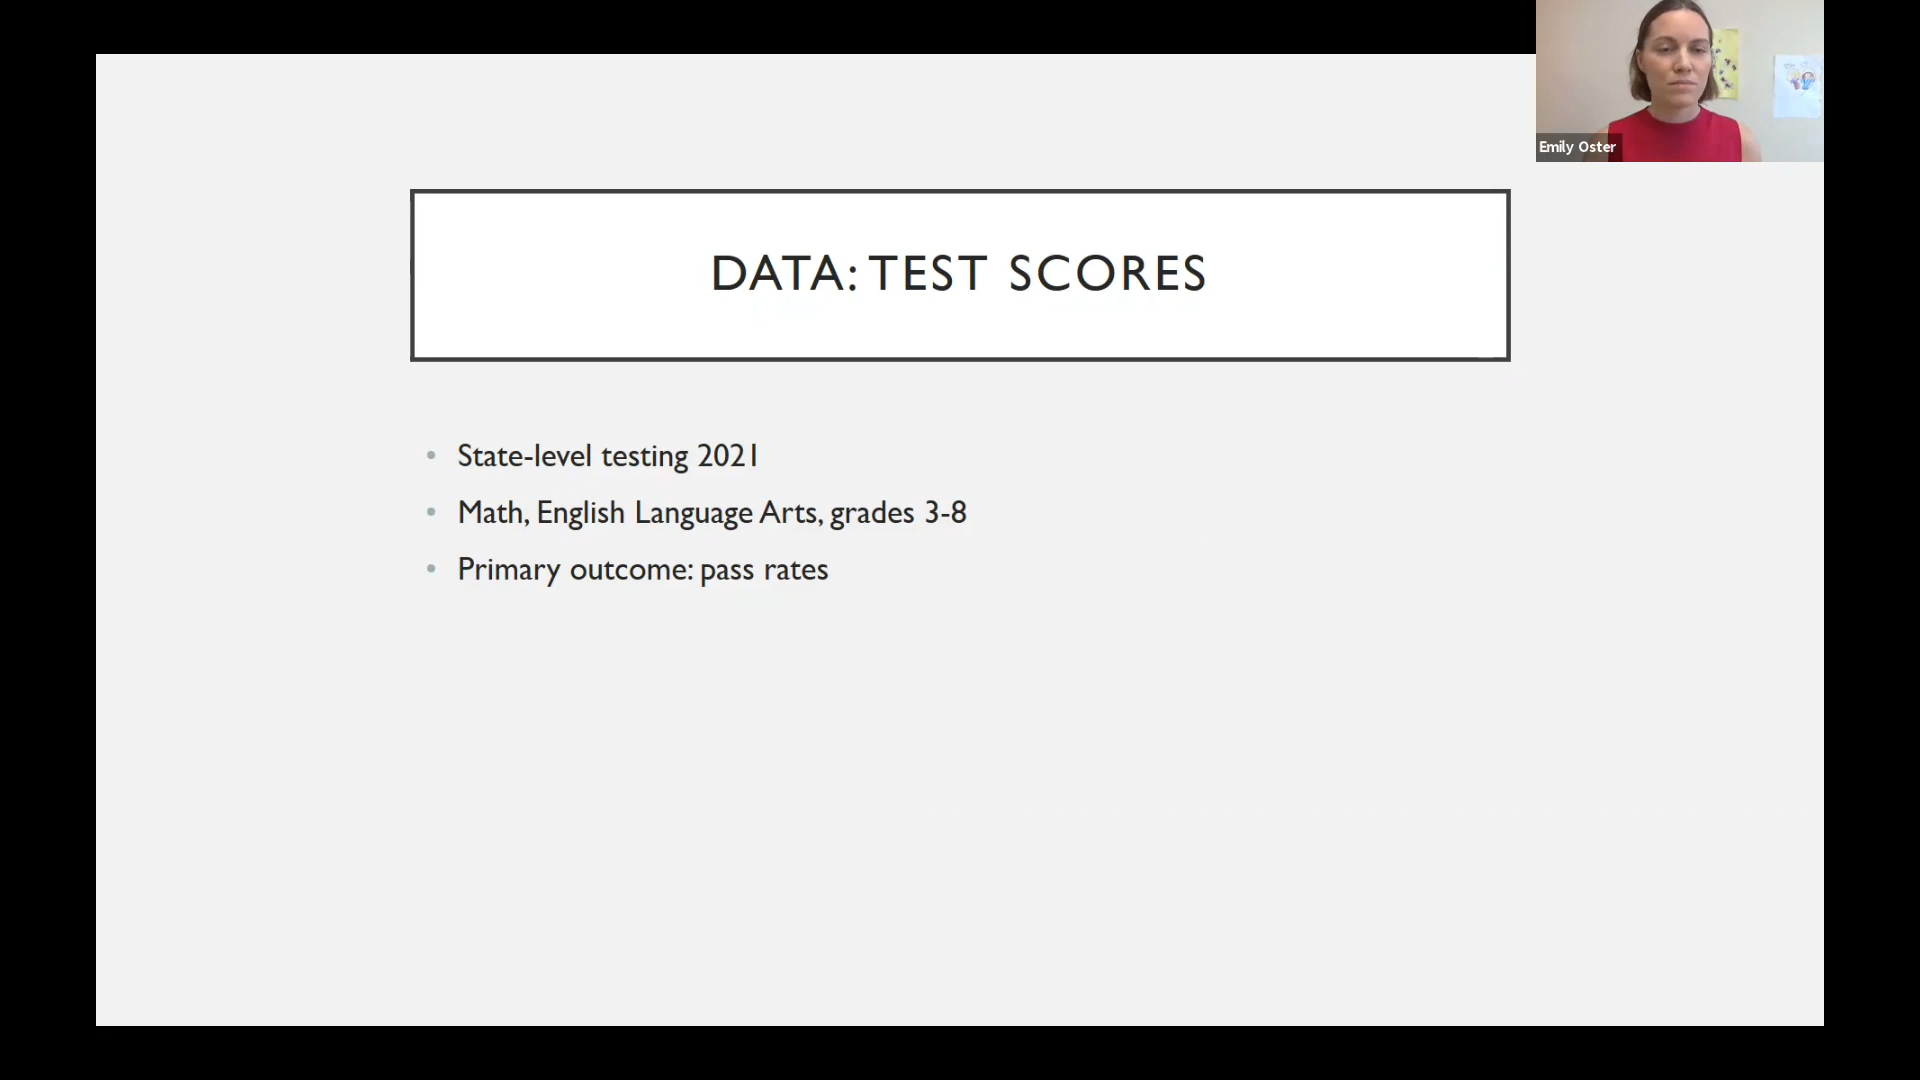 Emily Oster
DATA: TEST SCORES
• State-level testing 2021
• Math, English Language Arts, grades 3-8
• Primary outcome: pass rates